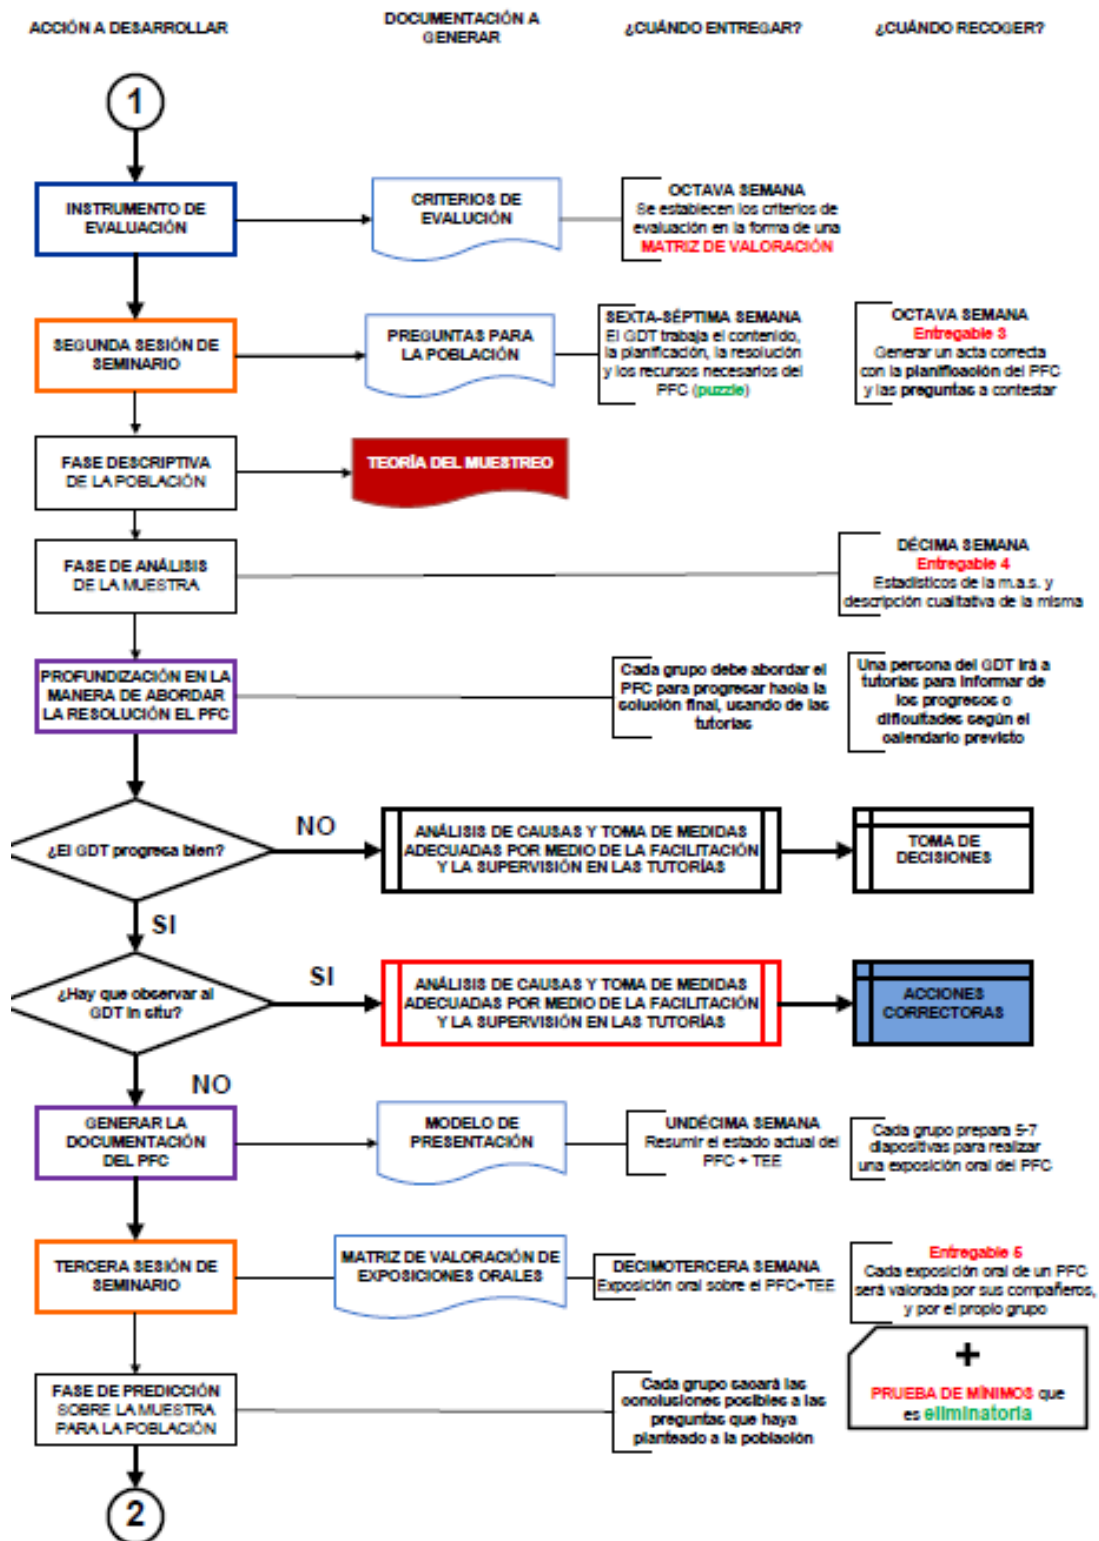 ACCIÓN A DESARROLLAR
DOCUMENTACIÓN A
GENERAR
¿CUÁNDO ENTREGAR?
¿CUÁNDO RECOGER?
1
INSTRUMENTO DE
EVALUACIÓN
CRITERIOS DE
EVALUCIÓN
OCTAVA SEMANA
Se establecen los criterios de
evaluación en la forma de una
MATRIZ DE VALORACIÓN
SEGUNDA SESIÓN DE
SEMINARIO
PREGUNTAS PARA
LA POBLACIÓN
SEXTA-SÉPTIMA SEMANA
El GDT trabaja el contenido,
la planificación, la resolución
y los recursos necesarios del
PFC (puzzle)
OCTAVA SEMANA
Entregable 3
Generar un acta correcta
con la planificación del PFC
y las preguntas a contestar
FASE DESCRIPTIVA
DE LA POBLACIÓN
TEORÍA DEL MUESTREO
FASE DE ANÁLISIS
DE LA MUESTRA
DÉCIMA SEMANA
Entregable 4
Estadísticos de la m.a.s. y
descripción cualitativa de la misma
PROFUNDIZACIÓN EN LA
MANERA DE ABORDAR
LA RESOLUCIÓN EL PFC
Cada grupo debe abordar el
PFC para progresar hacia la
solución final, usando de las
tutorías
Una persona del GDT irá a
tutorías para informar de
los progresos o
dificultades según el
calendario previsto
¿El GDT progresa bien?
NO
ANÁLISIS DE CAUSAS Y TOMA DE MEDIDAS
ADECUADAS POR MEDIO DE LA FACILITACIÓN
Y LA SUPERVISIÓN EN LAS TUTORÍAS
TOMA DE
DECISIONES
SI
¿Hay que observar al
GDT in situ?
SI
ANÁLISIS DE CAUSAS Y TOMA DE MEDIDAS
ADECUADAS POR MEDIO DE LA FACILITACIÓN
Y LA SUPERVISIÓN EN LAS TUTORÍAS
ACCIONES
CORRECTORAS
NO
GENERAR LA
DOCUMENTACIÓN
DEL PFC
MODELO DE
PRESENTACIÓN
UNDÉCIMA SEMANA
Resumir el estado actual del
PFC + TEE
Cada grupo prepara 5-7
diapositivas para realizar
una exposición oral del PFC
TERCERA SESIÓN DE
SEMINARIO
MATRIZ DE VALORACIÓN DE
EXPOSICIONES ORALES
DECIMOTERCERA SEMANA
Exposición oral sobre el PFC+TEE
Entregable 5
Cada exposición oral de un PFC
será valorada por sus compañeros,
y por el propio grupo
+
PRUEBA DE MÍNIMOS que
es eliminatoria
FASE DE PREDICCIÓN
SOBRE LA MUESTRA
PARA LA POBLACIÓN
Cada grupo sacará las
conclusiones posibles a las
preguntas que haya
planteado a la población
2